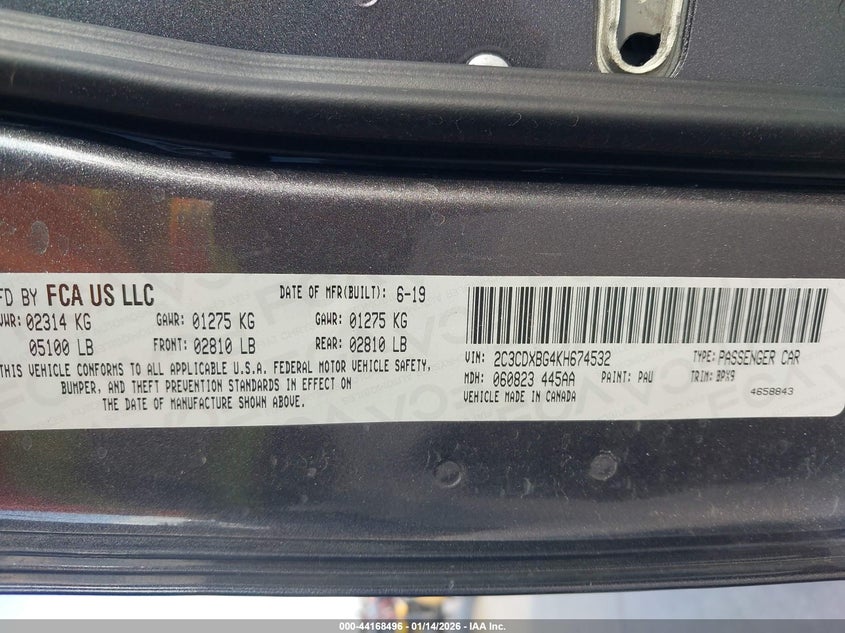 FD BY FCA US LLC DATE OF MFR(BUILT): 6-19
VWR: 02314 KG GAWR: 01275 KG GAWR: 01275 KG
05100 LB FRONT: 02810 LB REAR: 02810 LB
THIS VEHICLE CONFORMS TO ALL APPLICABLE U.S.A. FEDERAL MOTOR VEHICLE SAFETY,
BUMPER, AND THEFT PREVENTION STANDARDS IN EFFECT ON
THE DATE OF MANUFACTURE SHOWN ABOVE.
VIN: 2C3CDXBG4KH674532 TYPE: PASSENGER CAR
MDH: 060823 445AA PAINT: PAU TRIM: BPX9
VEHICLE MADE IN CANADA 4658843
000-44168496 - 01/14/2026 - IAA Inc.